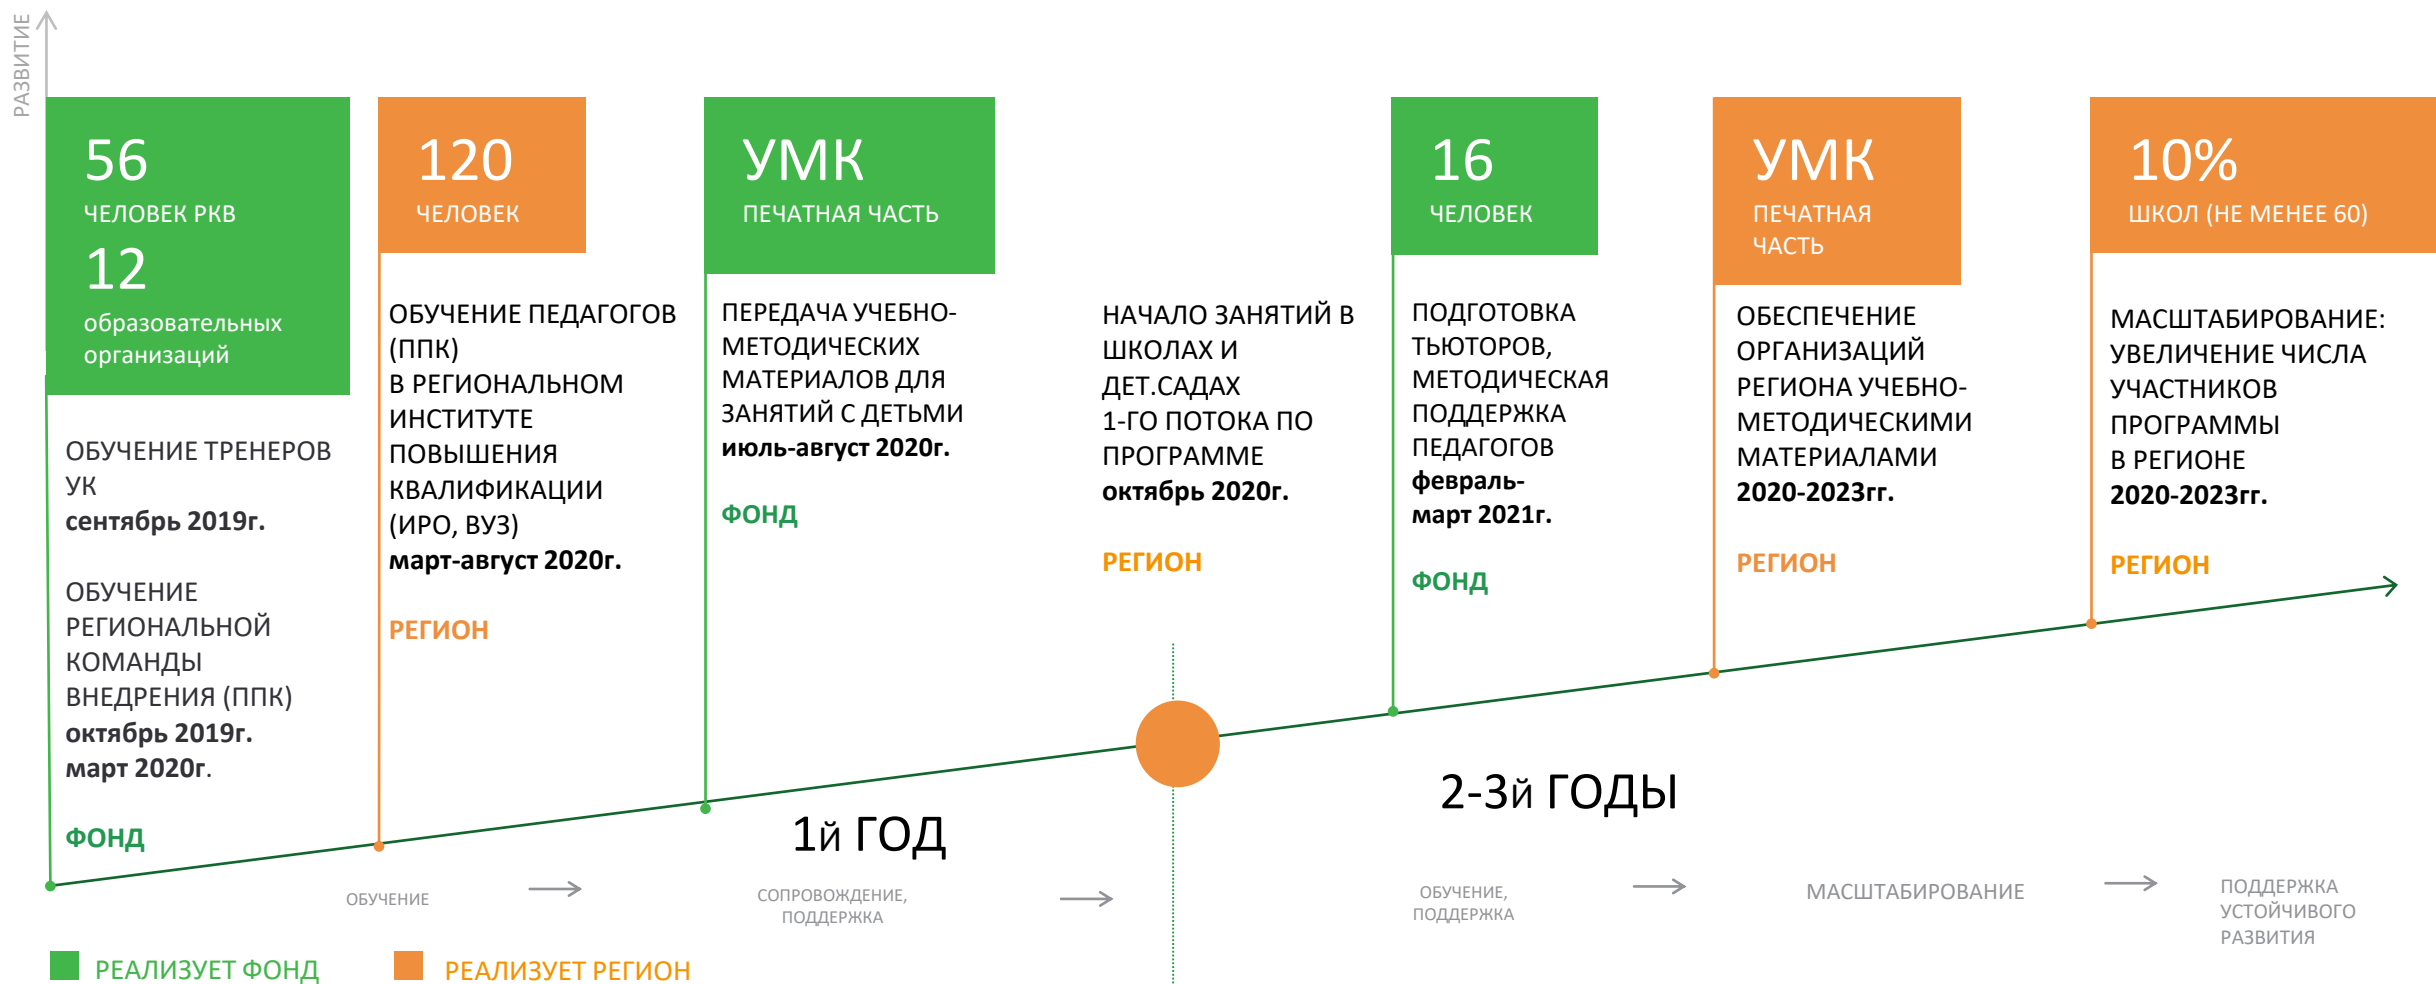 РАЗВИТИЕ
56
ЧЕЛОВЕК РКВ
12
образовательных
организаций
ОБУЧЕНИЕ ТРЕНЕРОВ
УК
сентябрь 2019г.
ОБУЧЕНИЕ
РЕГИОНАЛЬНОЙ
КОМАНДЫ
ВНЕДРЕНИЯ (ППК)
октябрь 2019г.
март 2020г.
ФОНД
120
ЧЕЛОВЕК
ОБУЧЕНИЕ ПЕДАГОГОВ
(ППК)
В РЕГИОНАЛЬНОМ
ИНСТИТУТЕ
ПОВЫШЕНИЯ
КВАЛИФИКАЦИИ
(ИРО, ВУЗ)
март-август 2020г.
РЕГИОН
УМК
ПЕЧАТНАЯ ЧАСТЬ
ПЕРЕДАЧА УЧЕБНО-
МЕТОДИЧЕСКИХ
МАТЕРИАЛОВ ДЛЯ
ЗАНЯТИЙ С ДЕТЬМИ
июль-август 2020г.
ФОНД
НАЧАЛО ЗАНЯТИЙ В
ШКОЛАХ И
ДЕТ.САДАХ
1-ГО ПОТОКА ПО
ПРОГРАММЕ
октябрь 2020г.
РЕГИОН
16
ЧЕЛОВЕК
ПОДГОТОВКА
ТЬЮТОРОВ,
МЕТОДИЧЕСКАЯ
ПОДДЕРЖКА
ПЕДАГОГОВ
февраль-
март 2021г.
ФОНД
УМК
ПЕЧАТНАЯ
ЧАСТЬ
ОБЕСПЕЧЕНИЕ
ОРГАНИЗАЦИЙ
РЕГИОНА УЧЕБНО-
МЕТОДИЧЕСКИМИ
МАТЕРИАЛАМИ
2020-2023гг.
РЕГИОН
10%
ШКОЛ (НЕ МЕНЕЕ 60)
МАСШТАБИРОВАНИЕ:
УВЕЛИЧЕНИЕ ЧИСЛА
УЧАСТНИКОВ
ПРОГРАММЫ
В РЕГИОНЕ
2020-2023гг.
РЕГИОН
1й ГОД
2-3й ГОДЫ
ОБУЧЕНИЕ
СОПРОВОЖДЕНИЕ,
ПОДДЕРЖКА
ОБУЧЕНИЕ,
ПОДДЕРЖКА
МАСШТАБИРОВАНИЕ
ПОДДЕРЖКА
УСТОЙЧИВОГО
РАЗВИТИЯ
РЕАЛИЗУЕТ ФОНД
РЕАЛИЗУЕТ РЕГИОН